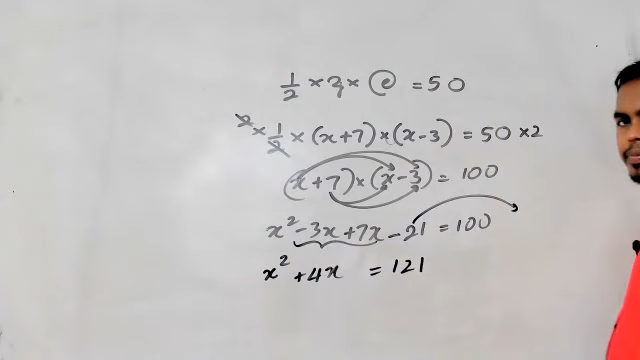 1/2 × දි × උ = 50
2 × 1/2 × (x+7) × (x-3) = 50 × 2
(x+7) × (x-3) = 100
x² - 3x + 7x - 21 = 100
x² + 4x = 121